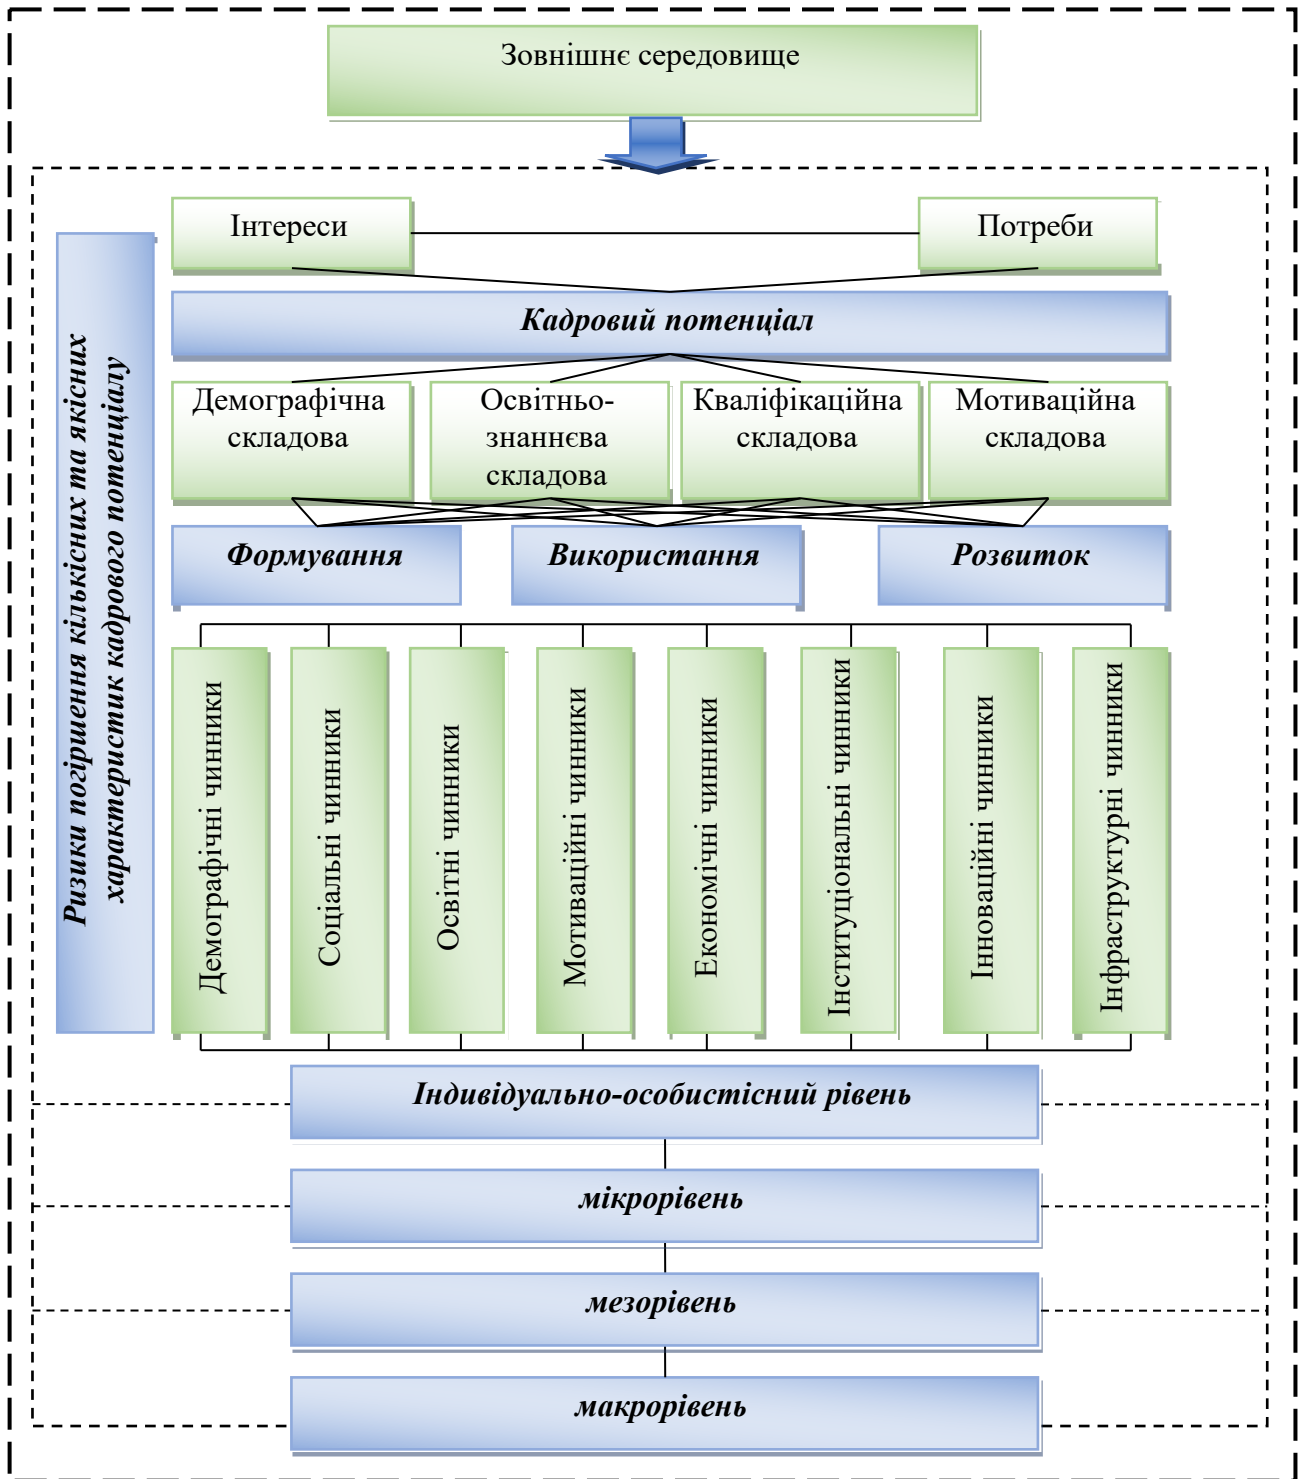 Зовнішнє середовище
Інтереси
Потреби
Кадровий потенціал
Демографічна
складова
Освітньо-
знаннєва
складова
Кваліфікаційна
складова
Мотиваційна
складова
Формування
Використання
Розвиток
Ризики погіршення кількісних та якісних
характеристик кадрового потенціалу
Демографічні чинники
Соціальні чинники
Освітні чинники
Мотиваційні чинники
Економічні чинники
Інституціональні чинники
Інноваційні чинники
Інфраструктурні чинники
Індивідуально-особистісний рівень
мікрорівень
мезорівень
макрорівень